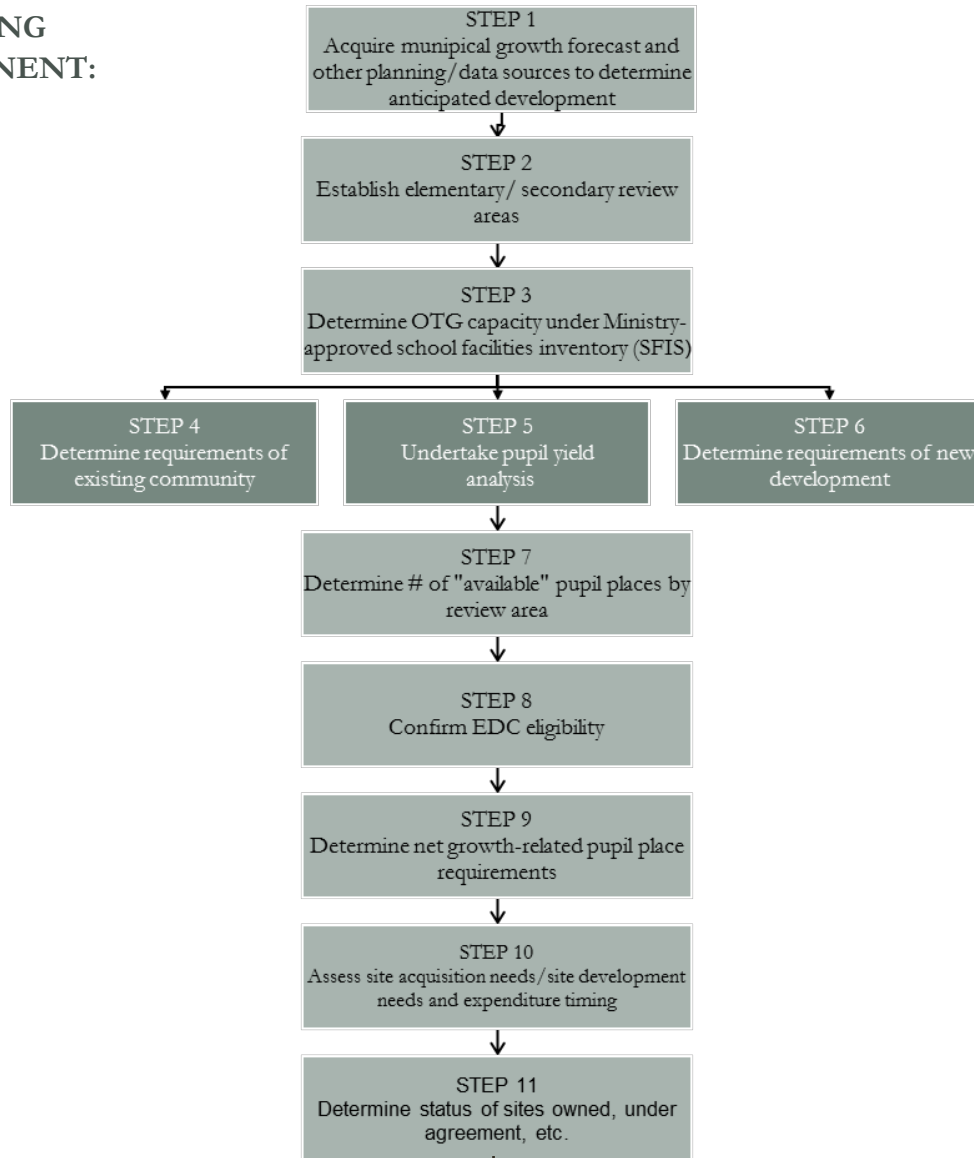 NG
NENT:
STEP 1
Acquire munipical growth forecast and
other planning/data sources to determine
anticipated development
STEP 2
Establish elementary/ secondary review
areas
STEP 3
Determine OTG capacity under Ministry-
approved school facilities inventory (SFIS)
STEP 4
Determine requirements of
existing community
STEP 5
Undertake pupil yield
analysis
STEP 6
Determine requirements of new
development
STEP 7
Determine # of "available" pupil places by
review area
STEP 8
Confirm EDC eligibility
STEP 9
Determine net growth-related pupil place
requirements
STEP 10
Assess site acquisition needs/site development
needs and expenditure timing
STEP 11
Determine status of sites owned, under
agreement, etc.